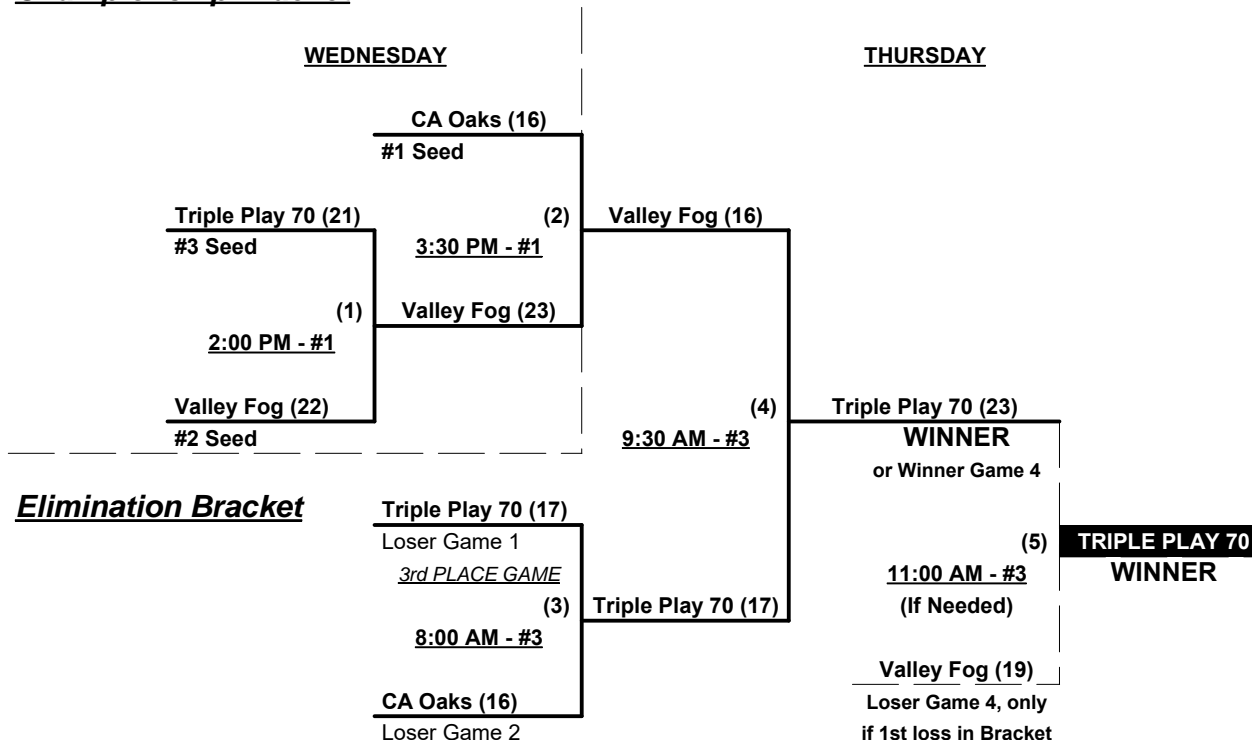 WEDNESDAY
THURSDAY
CA Oaks (16)
#1 Seed
Triple Play 70 (21)
#3 Seed
(2)
3:30 PM - #1
Valley Fog (16)
(1)
2:00 PM - #1
Valley Fog (23)
Valley Fog (22)
#2 Seed
(4)
9:30 AM - #3
Triple Play 70 (23)
WINNER
or Winner Game 4
Elimination Bracket
Triple Play 70 (17)
Loser Game 1
3rd PLACE GAME
(3)
8:00 AM - #3
Triple Play 70 (17)
CA Oaks (16)
Loser Game 2
(5)
11:00 AM - #3
(If Needed)
TRIPLE PLAY 70
WINNER
Valley Fog (19)
Loser Game 4, only
if 1st loss in Bracket